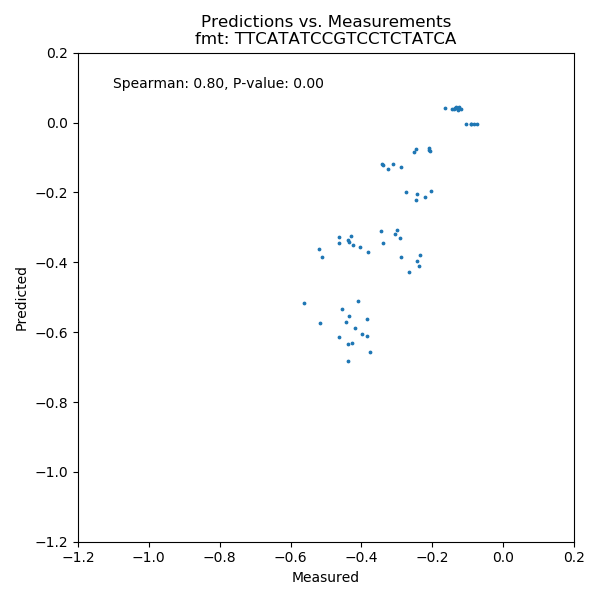 Predictions vs. Measurements
fmt: TTCATATCCGTCCTCTATCA
Spearman: 0.80, P-value: 0.00
Predicted
0.2
0.0
−0.2
−0.4
−0.6
−0.8
−1.0
−1.2
−1.2 −1.0 −0.8 −0.6 −0.4 −0.2 0.0 0.2
Measured